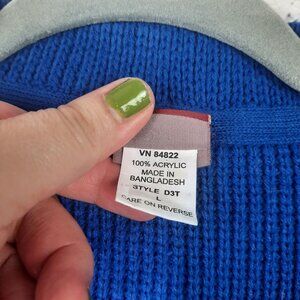 VN 84822
100% ACRYLIC
MADE IN
BANGLADESH
STYLE D3T
L
CARE ON REVERSE